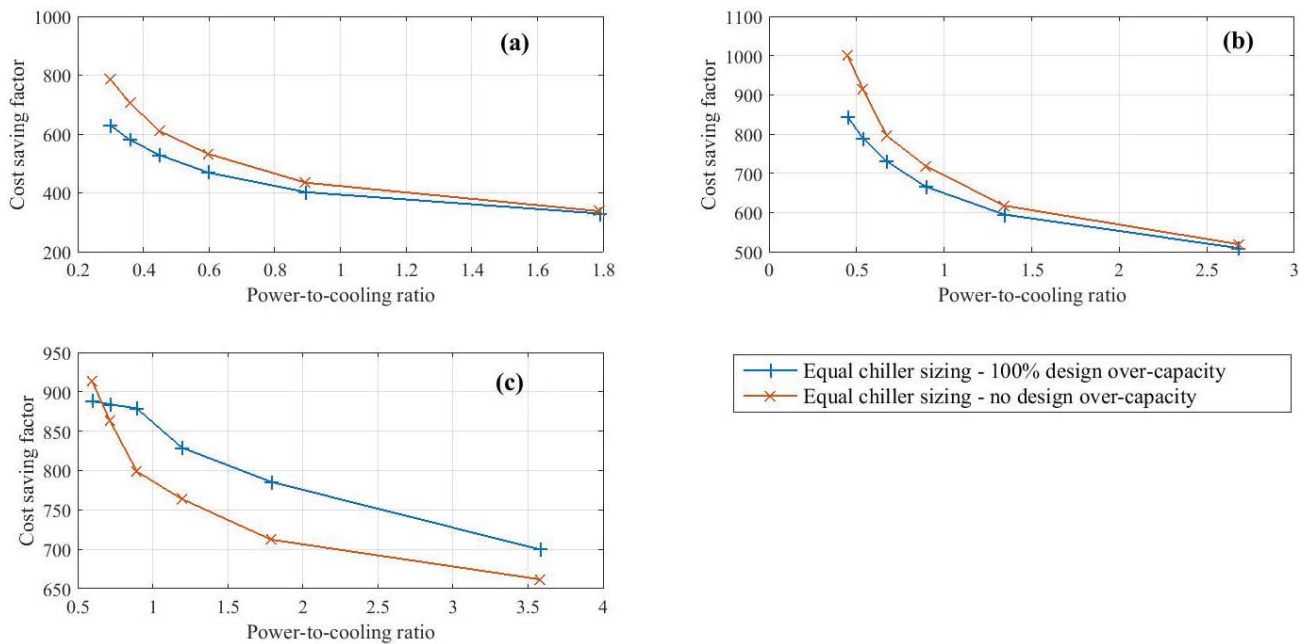 1000
800
600
400
200
Cost saving factor
(a)
0.2 0.4 0.6 0.8 1 1.2 1.4 1.6 1.8
Power-to-cooling ratio
1100
1000
900
800
700
600
500
Cost saving factor
(b)
0 0.5 1 1.5 2 2.5 3
Power-to-cooling ratio
950
900
850
800
750
700
650
Cost saving factor
(c)
0.5 1 1.5 2 2.5 3 3.5 4
Power-to-cooling ratio
Equal chiller sizing - 100% design over-capacity
Equal chiller sizing - no design over-capacity